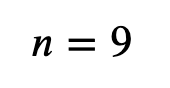 n = 9